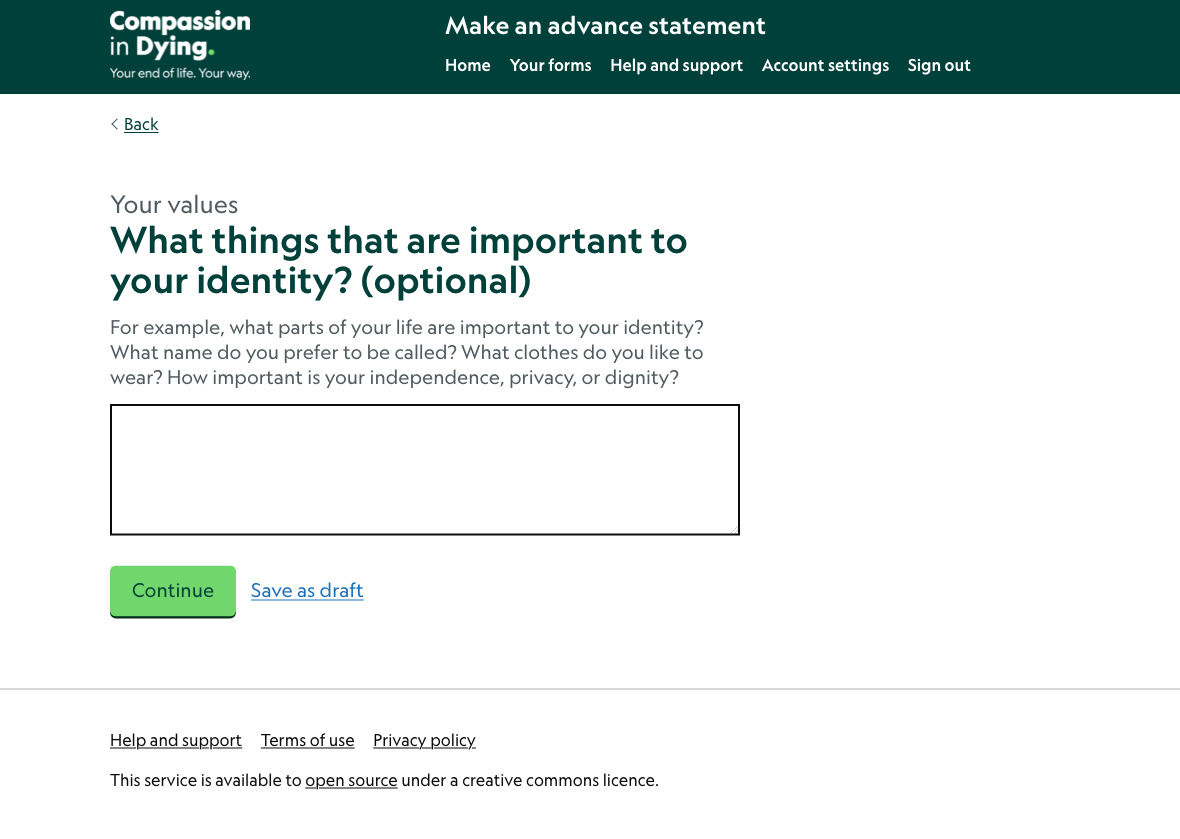 Compassion
in Dying.
Your end of life. Your way.
Make an advance statement
Home Your forms Help and support Account settings Sign out
< Back
Your values
What things that are important to
your identity? (optional)
For example, what parts of your life are important to your identity?
What name do you prefer to be called? What clothes do you like to
wear? How important is your independence, privacy, or dignity?
Continue Save as draft
Help and support Terms of use Privacy policy
This service is available to open source under a creative commons licence.